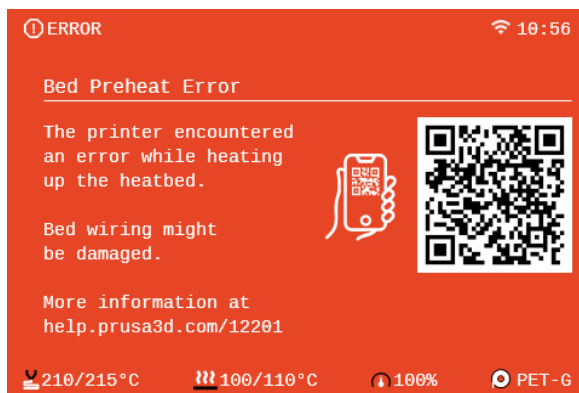 ERROR
10:56
Bed Preheat Error
The printer encountered
an error while heating
up the heatbed.
Bed wiring might
be damaged.
More information at
help.prusa3d.com/12201
210/215°C 100/110°C 100% PET-G